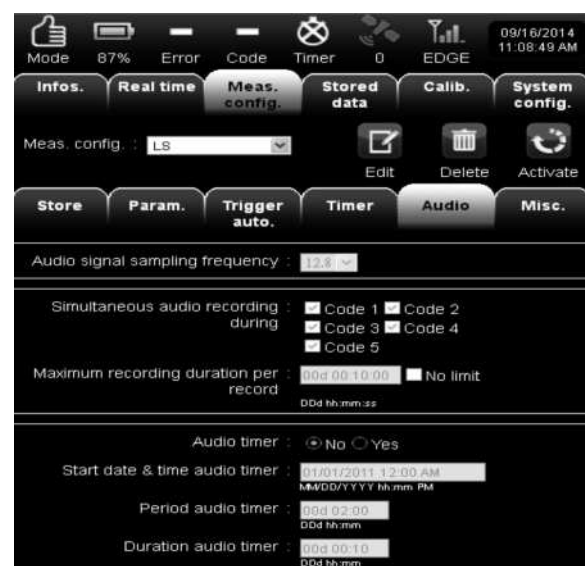 Mode 87% Error Code Timer 0 EDGE 09/16/2014
11:08:49 AM
Infos. Real time Meas. config. Stored data Calib. System config.
Meas. config. : LS
Edit Delete Activate
Store Param. Trigger auto. Timer Audio Misc.
Audio signal sampling frequency : 12.8
Simultaneous audio recording during : Code 1 Code 2
Code 3 Code 4
Code 5
Maximum recording duration per record : 00d 00:10:00 No limit
DDd hh:mm:ss
Audio timer : No Yes
Start date & time audio timer : 01/01/2011 12:00 AM
MM/DD/YYYY hh:mm PM
Period audio timer : 00d 02:00
DDd hh:mm
Duration audio timer : 00d 00:10
DDd hh:mm